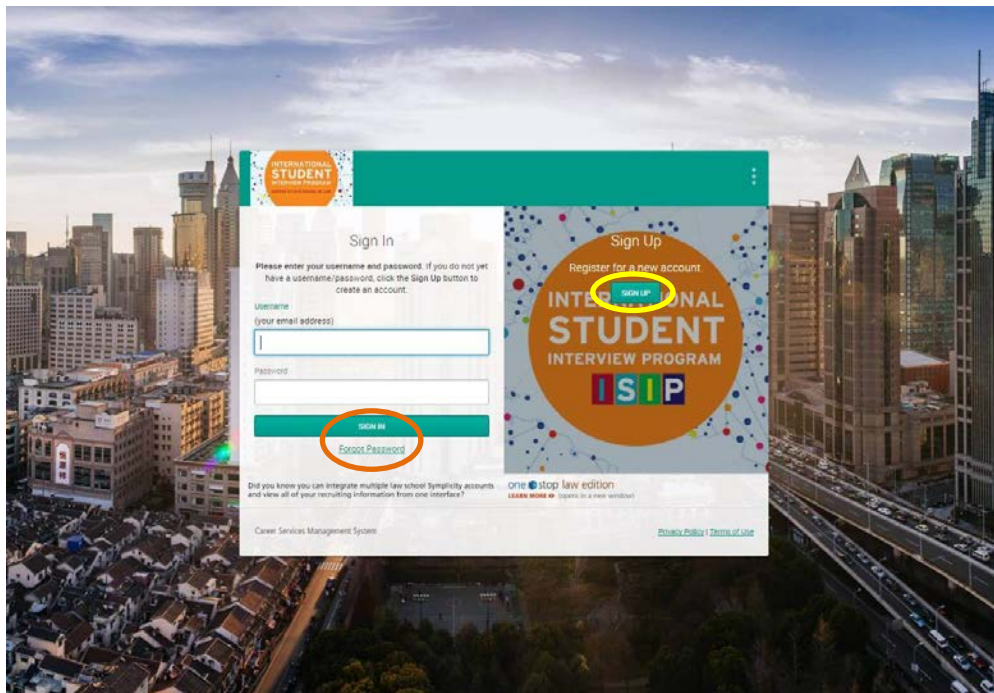 INTERNATIONAL
STUDENT
INTERVIEW PROGRAM
Sign In
Please enter your username and password. If you do not yet
have a username/password, click the Sign Up button to
create an account.
Username
(your email address)
Password
SIGN IN
Forgot Password
Sign Up
Register for a new account.
SIGN UP
STUDENT
INTERVIEW PROGRAM
ISIP
Did you know you can integrate multiple law school Symplicity accounts
and view all of your recruiting information from one interface?
one stop law edition
LEARN MORE (opens in a new window)
Career Services Management System
Privacy Policy | Terms of Use